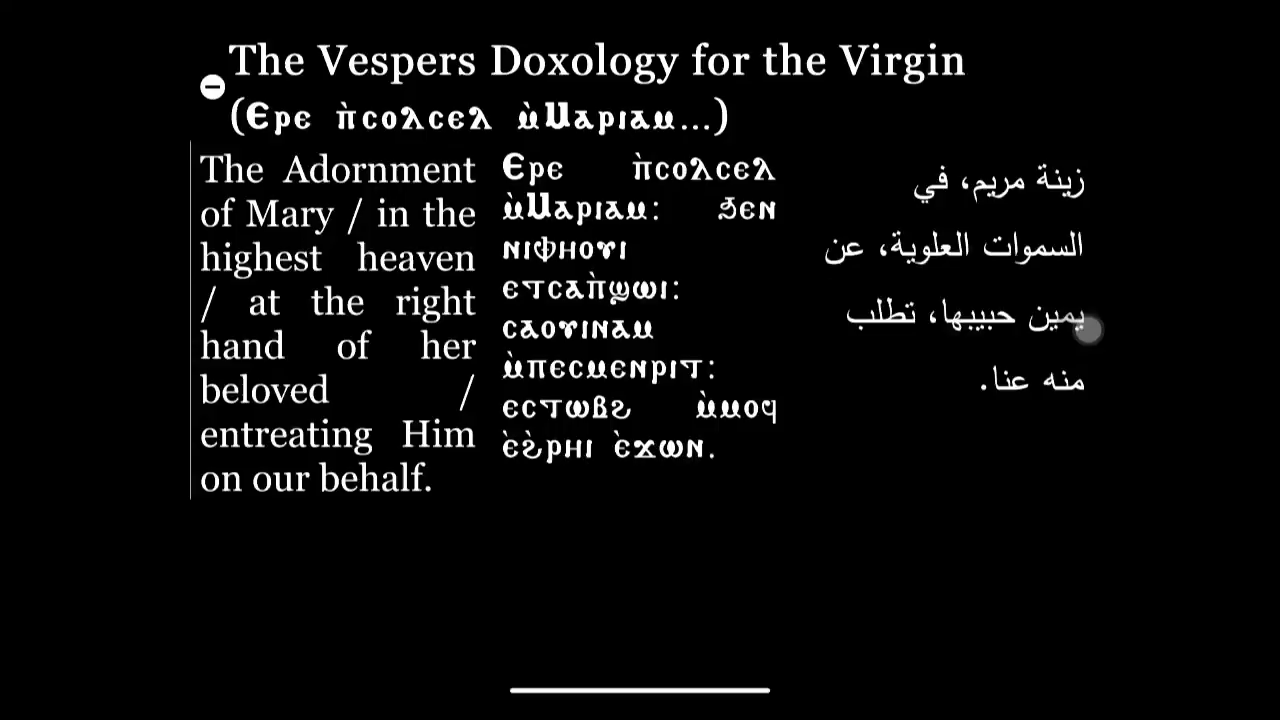 The Vespers Doxology for the Virgin
(Ⲉⲣⲉ ⲡ̀ⲥⲟⲗⲥⲉⲗ ⲙ̀Ⲙⲁⲣⲓⲁⲙ...)
The Adornment
of Mary / in the
highest heaven
/ at the right
hand of her
beloved /
entreating Him
on our behalf.
Ⲉⲣⲉ ⲡ̀ⲥⲟⲗⲥⲉⲗ
ⲙ̀Ⲙⲁⲣⲓⲁⲙ: ϧⲉⲛ
ⲛⲓⲫⲏⲟⲩⲓ
ⲉⲧⲥⲁⲡ̀ϣⲱⲓ:
ⲥⲁⲟⲩⲓⲛⲁⲙ
ⲙ̀ⲡⲉⲥⲙⲉⲛⲣⲓⲧ:
ⲉⲥⲧⲱⲃϩ ⲙ̀ⲙⲟϥ
ⲉ̀ϩ̀ⲣⲏⲓ ⲉ̀ϫⲱⲛ.
زينة مريم، في
السموات العلوية، عن
يمين حبيبها، تطلب
منه عنا.